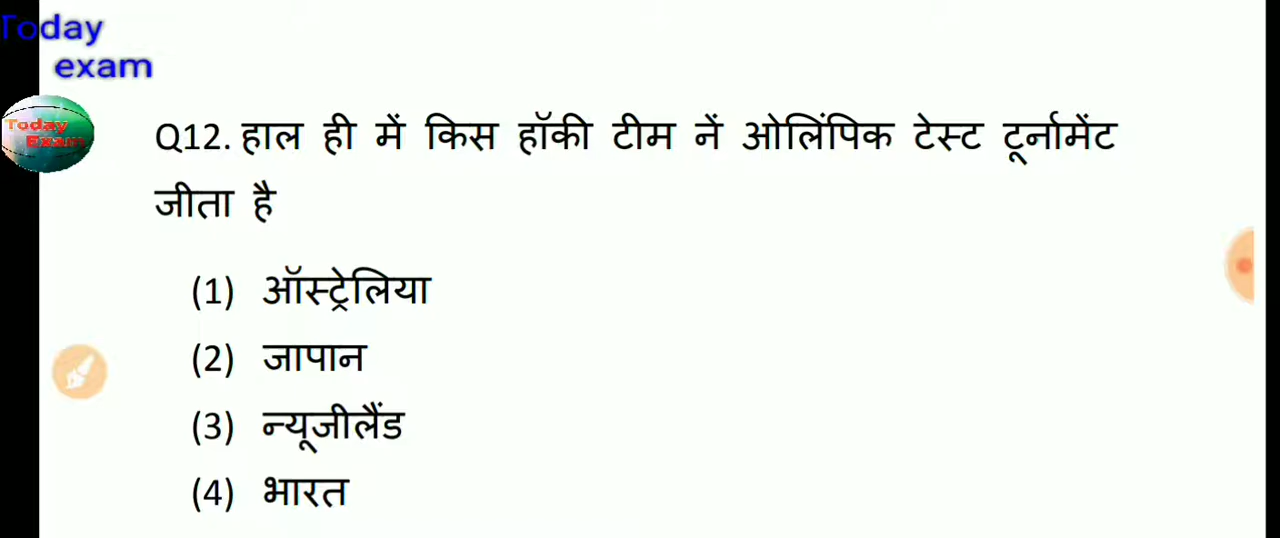 Today
exam
Today
Exam
Q12. हाल ही में किस हॉकी टीम नें ओलिंपिक टेस्ट टूर्नामेंट
जीता है
(1) ऑस्ट्रेलिया
(2) जापान
(3) न्यूजीलैंड
(4) भारत